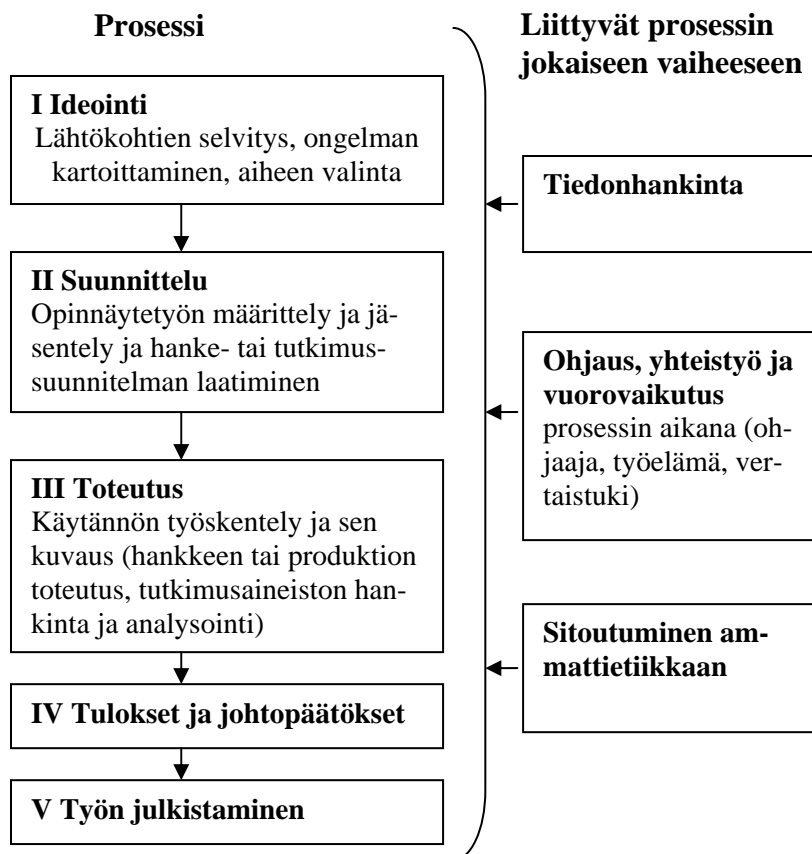 Prosessi
I Ideointi
Lähtökohtien selvitys, ongelman
kartoittaminen, aiheen valinta
II Suunnittelu
Opinnäytetyön määrittely ja jä-
sentely ja hanke- tai tutkimus-
suunnitelman laatiminen
III Toteutus
Käytännön työskentely ja sen
kuvaus (hankkeen tai produktion
toteutus, tutkimusaineiston han-
kinta ja analysointi)
IV Tulokset ja johtopäätökset
V Työn julkistaminen
Liittyvät prosessin
jokaiseen vaiheeseen
Tiedonhankinta
Ohjaus, yhteistyö ja
vuorovaikutus
prosessin aikana (oh-
jaaja, työelämä, ver-
taistuki)
Sitoutuminen am-
mattietiikkaan